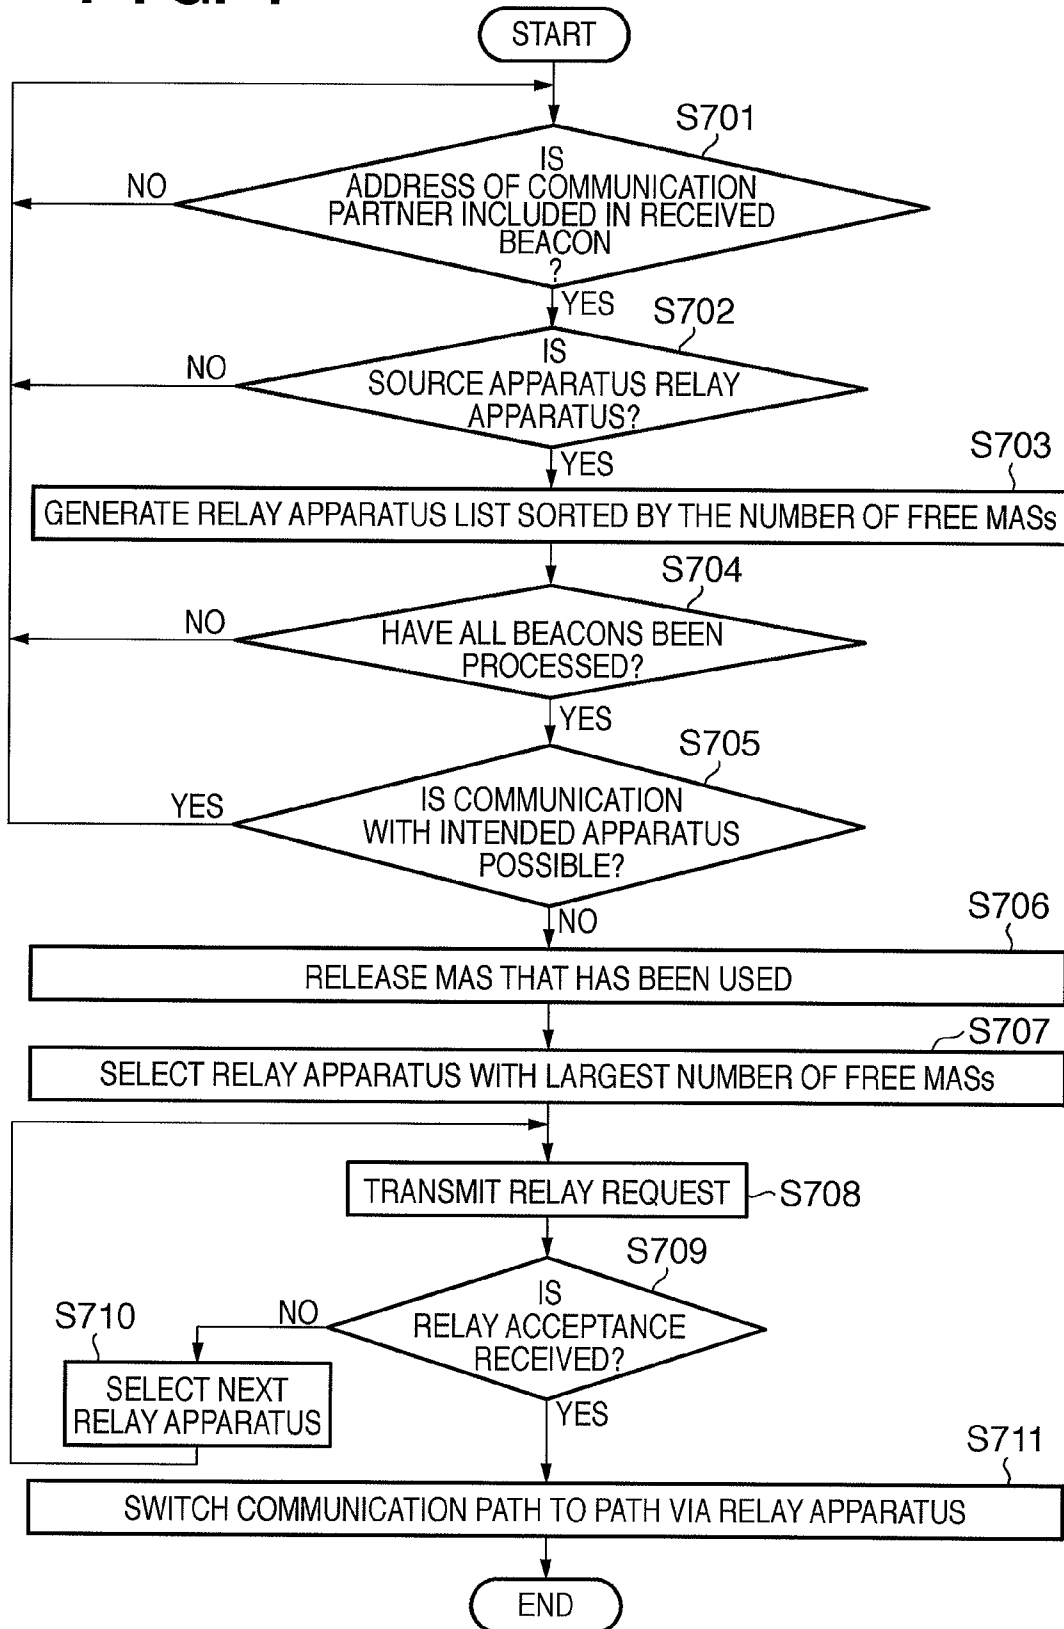 START
S701
IS
ADDRESS OF COMMUNICATION
PARTNER INCLUDED IN RECEIVED
BEACON
?
NO
YES
S702
IS
SOURCE APPARATUS RELAY
APPARATUS?
NO
YES
S703
GENERATE RELAY APPARATUS LIST SORTED BY THE NUMBER OF FREE MASs
S704
HAVE ALL BEACONS BEEN
PROCESSED?
NO
YES
S705
IS COMMUNICATION
WITH INTENDED APPARATUS
POSSIBLE?
YES
NO
S706
RELEASE MAS THAT HAS BEEN USED
S707
SELECT RELAY APPARATUS WITH LARGEST NUMBER OF FREE MASs
TRANSMIT RELAY REQUEST
S708
S709
IS
RELAY ACCEPTANCE
RECEIVED?
NO
S710
SELECT NEXT
RELAY APPARATUS
YES
S711
SWITCH COMMUNICATION PATH TO PATH VIA RELAY APPARATUS
END